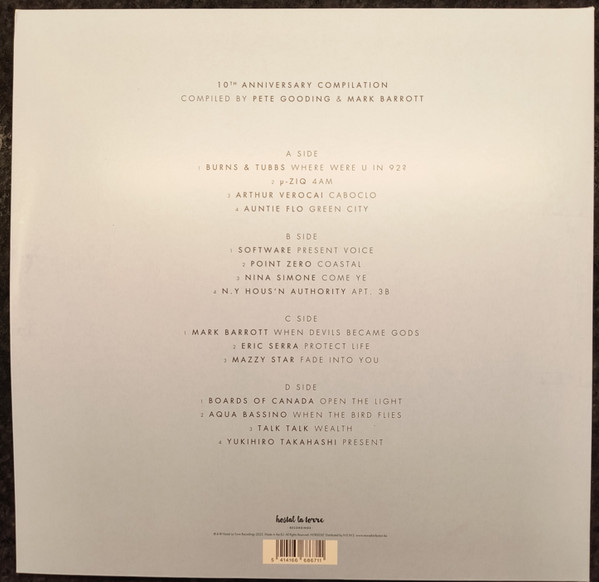 10TH ANNIVERSARY COMPILATION
COMPILED BY PETE GOODING & MARK BARROTT
A SIDE
1 BURNS & TUBBS WHERE WERE U IN 92?
2 µ-ZIQ 4AM
3 ARTHUR VEROCAI CABOCLO
4 AUNTIE FLO GREEN CITY
B SIDE
1 SOFTWARE PRESENT VOICE
2 POINT ZERO COASTAL
3 NINA SIMONE COME YE
4 N.Y HOUS'N AUTHORITY APT. 3B
C SIDE
1 MARK BARROTT WHEN DEVILS BECAME GODS
2 ERIC SERRA PROTECT LIFE
3 MAZZY STAR FADE INTO YOU
D SIDE
1 BOARDS OF CANADA OPEN THE LIGHT
2 AQUA BASSINO WHEN THE BIRD FLIES
3 TALK TALK WEALTH
4 YUKIHIRO TAKAHASHI PRESENT
hostal la torre
RECORDINGS
5 414166 686711